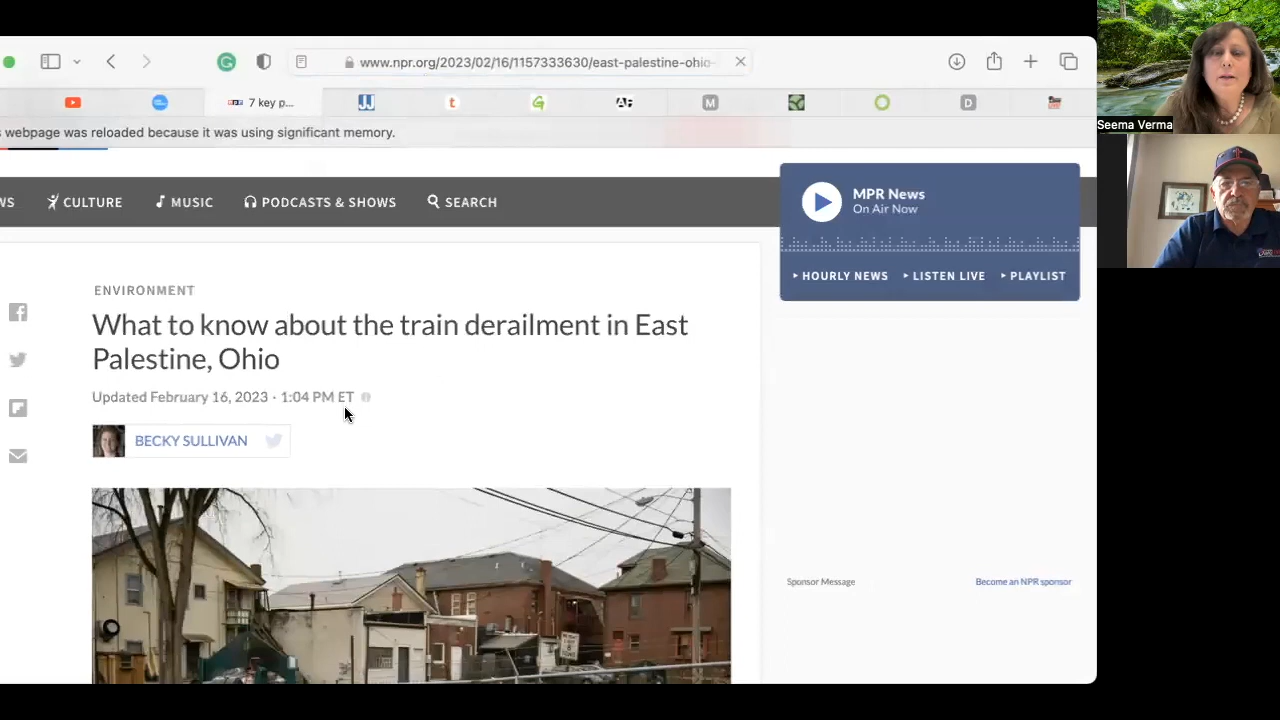 www.npr.org/2023/02/16/1157333630/east-palestine-ohio-
7 key p...
webpage was reloaded because it was using significant memory.
CULTURE
MUSIC
PODCASTS & SHOWS
SEARCH
MPR News
On Air Now
HOURLY NEWS
LISTEN LIVE
PLAYLIST
ENVIRONMENT
What to know about the train derailment in East
Palestine, Ohio
Updated February 16, 2023 · 1:04 PM ET
BECKY SULLIVAN
Sponsor Message
Become an NPR sponsor
Seema Verma